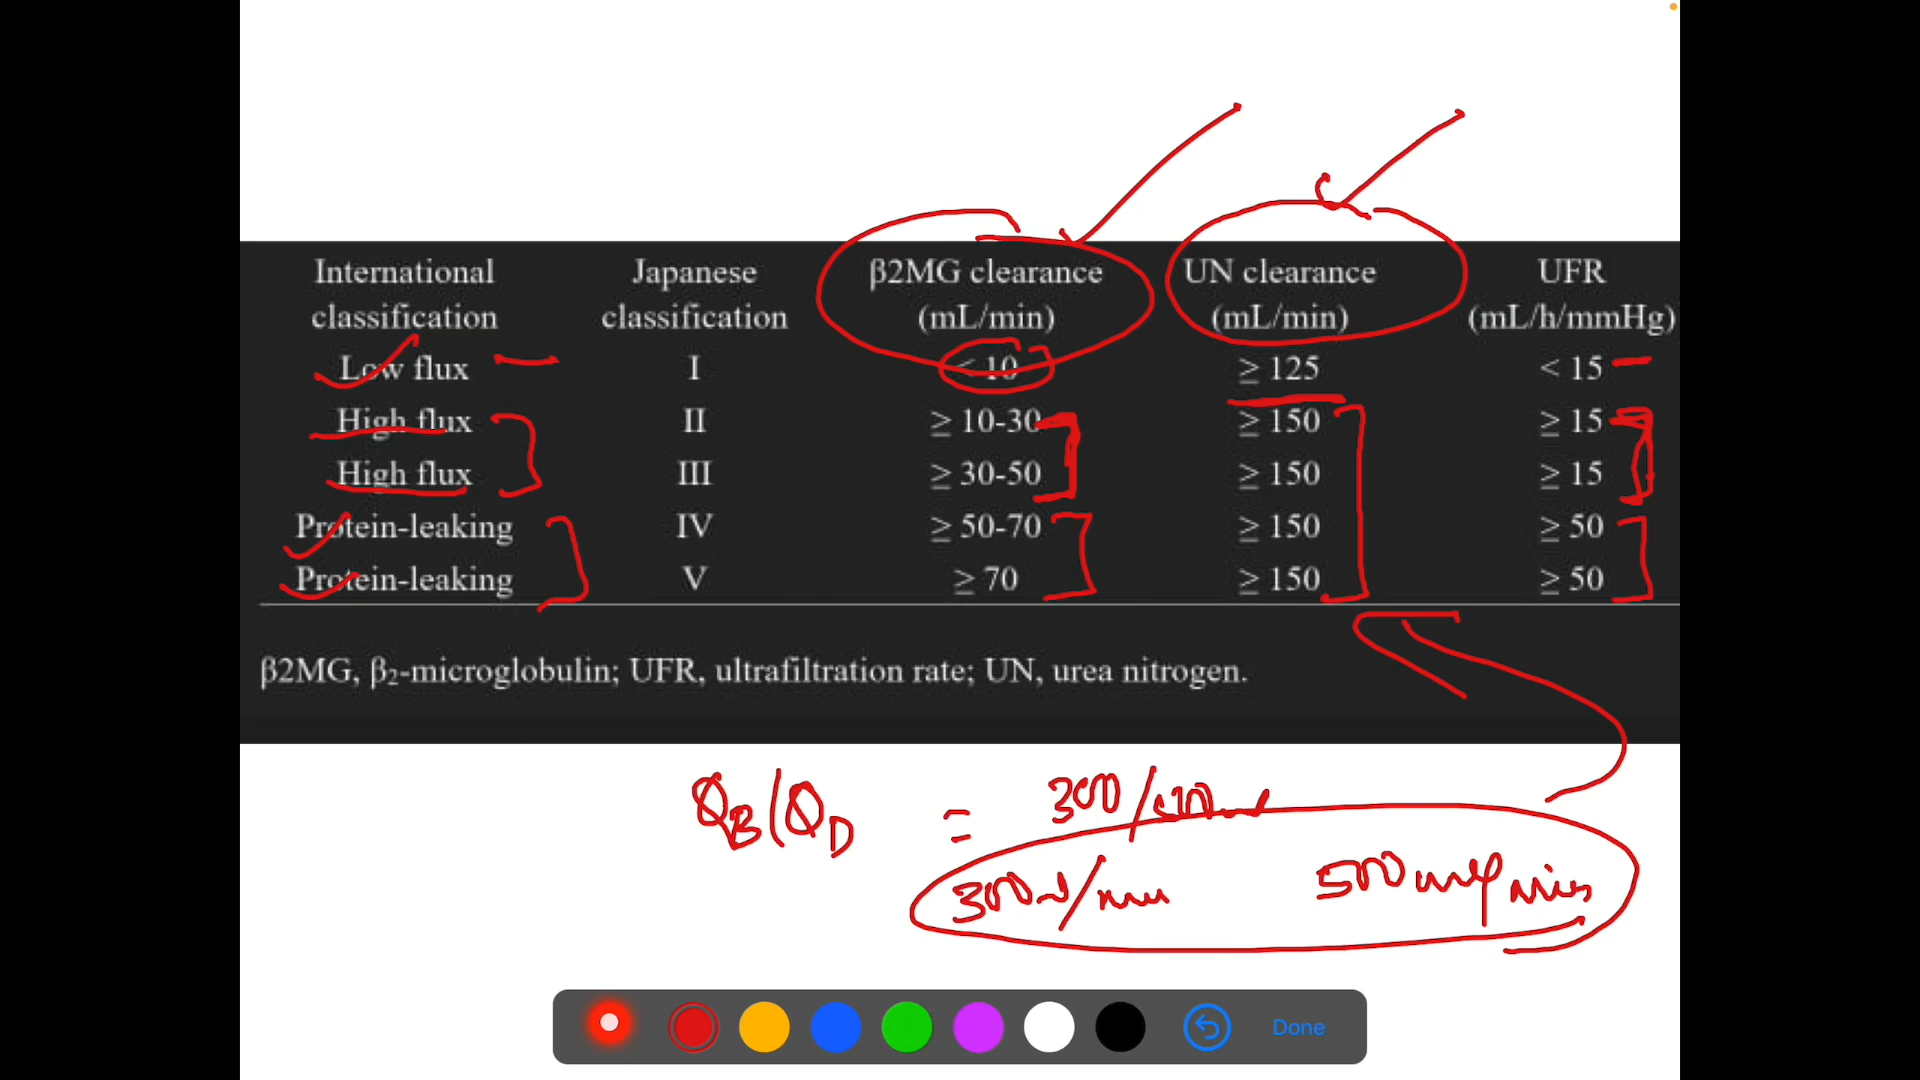 International classification Japanese classification β2MG clearance (mL/min) UN clearance (mL/min) UFR (mL/h/mmHg)
Low flux I < 10 ≥ 125 < 15
High flux II ≥ 10-30 ≥ 150 ≥ 15
High flux III ≥ 30-50 ≥ 150 ≥ 15
Protein-leaking IV ≥ 50-70 ≥ 150 ≥ 50
Protein-leaking V ≥ 70 ≥ 150 ≥ 50
β2MG, β₂-microglobulin; UFR, ultrafiltration rate; UN, urea nitrogen.
QB/QD = 300/
300 500
Done